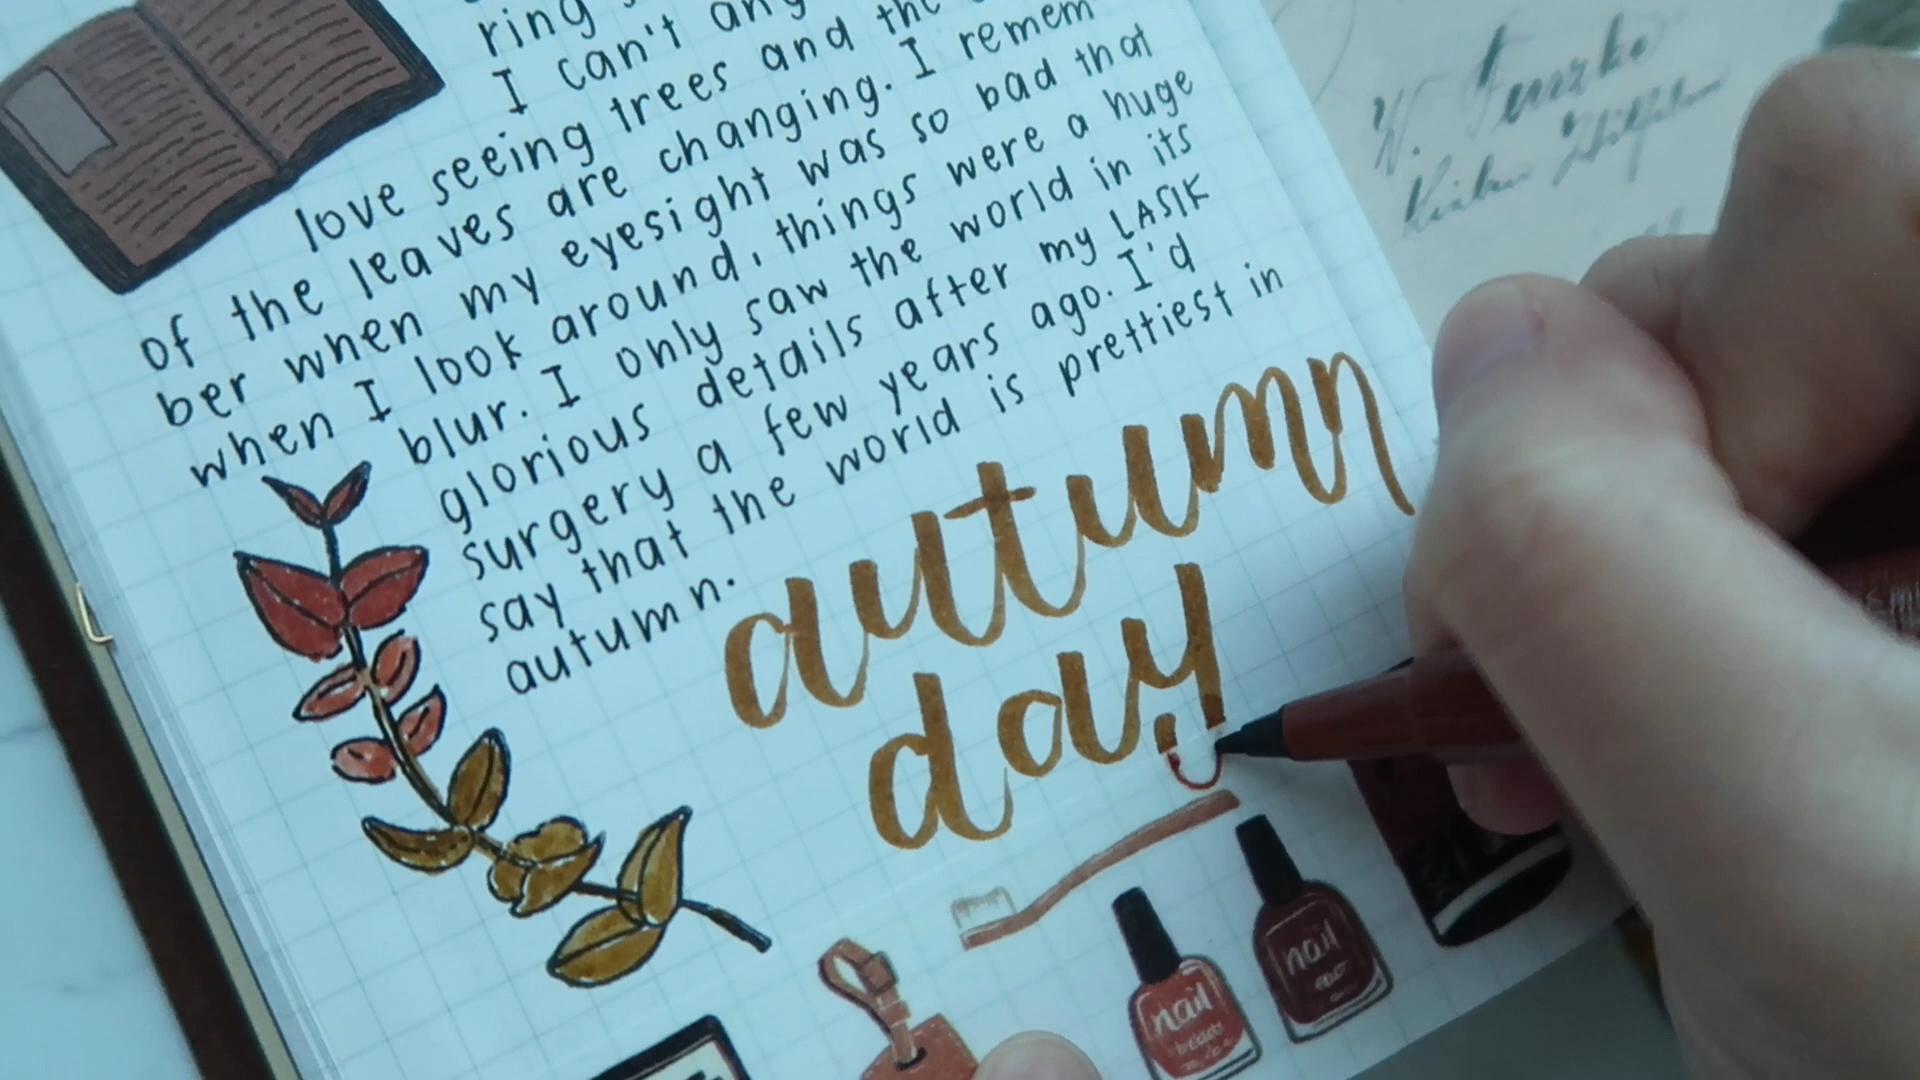 ring
I can't any
love seeing trees and the
of the leaves are changing. I remem
ber when my eyesight was so bad that
when I look around, things were a huge
blur. I only saw the world in its
glorious details after my LASIK
surgery a few years ago. I'd
say that the world is prettiest in
autumn.
autumn
day
nail
nail